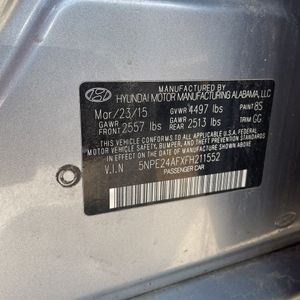 MANUFACTURED BY
HYUNDAI MOTOR MANUFACTURING ALABAMA, LLC
Mar/23/15 GVWR 4497 lbs PAINT 8S
GAWR FRONT 2557 lbs GAWR REAR 2513 lbs TRIM GG
THIS VEHICLE CONFORMS TO ALL APPLICABLE U.S.A. FEDERAL
MOTOR VEHICLE SAFETY, BUMPER, AND THEFT PREVENTION
STANDARDS IN EFFECT ON THE DATE OF MANUFACTURE SHOWN ABOVE.
V.I.N 5NPE24AFXFH211552
PASSENGER CAR